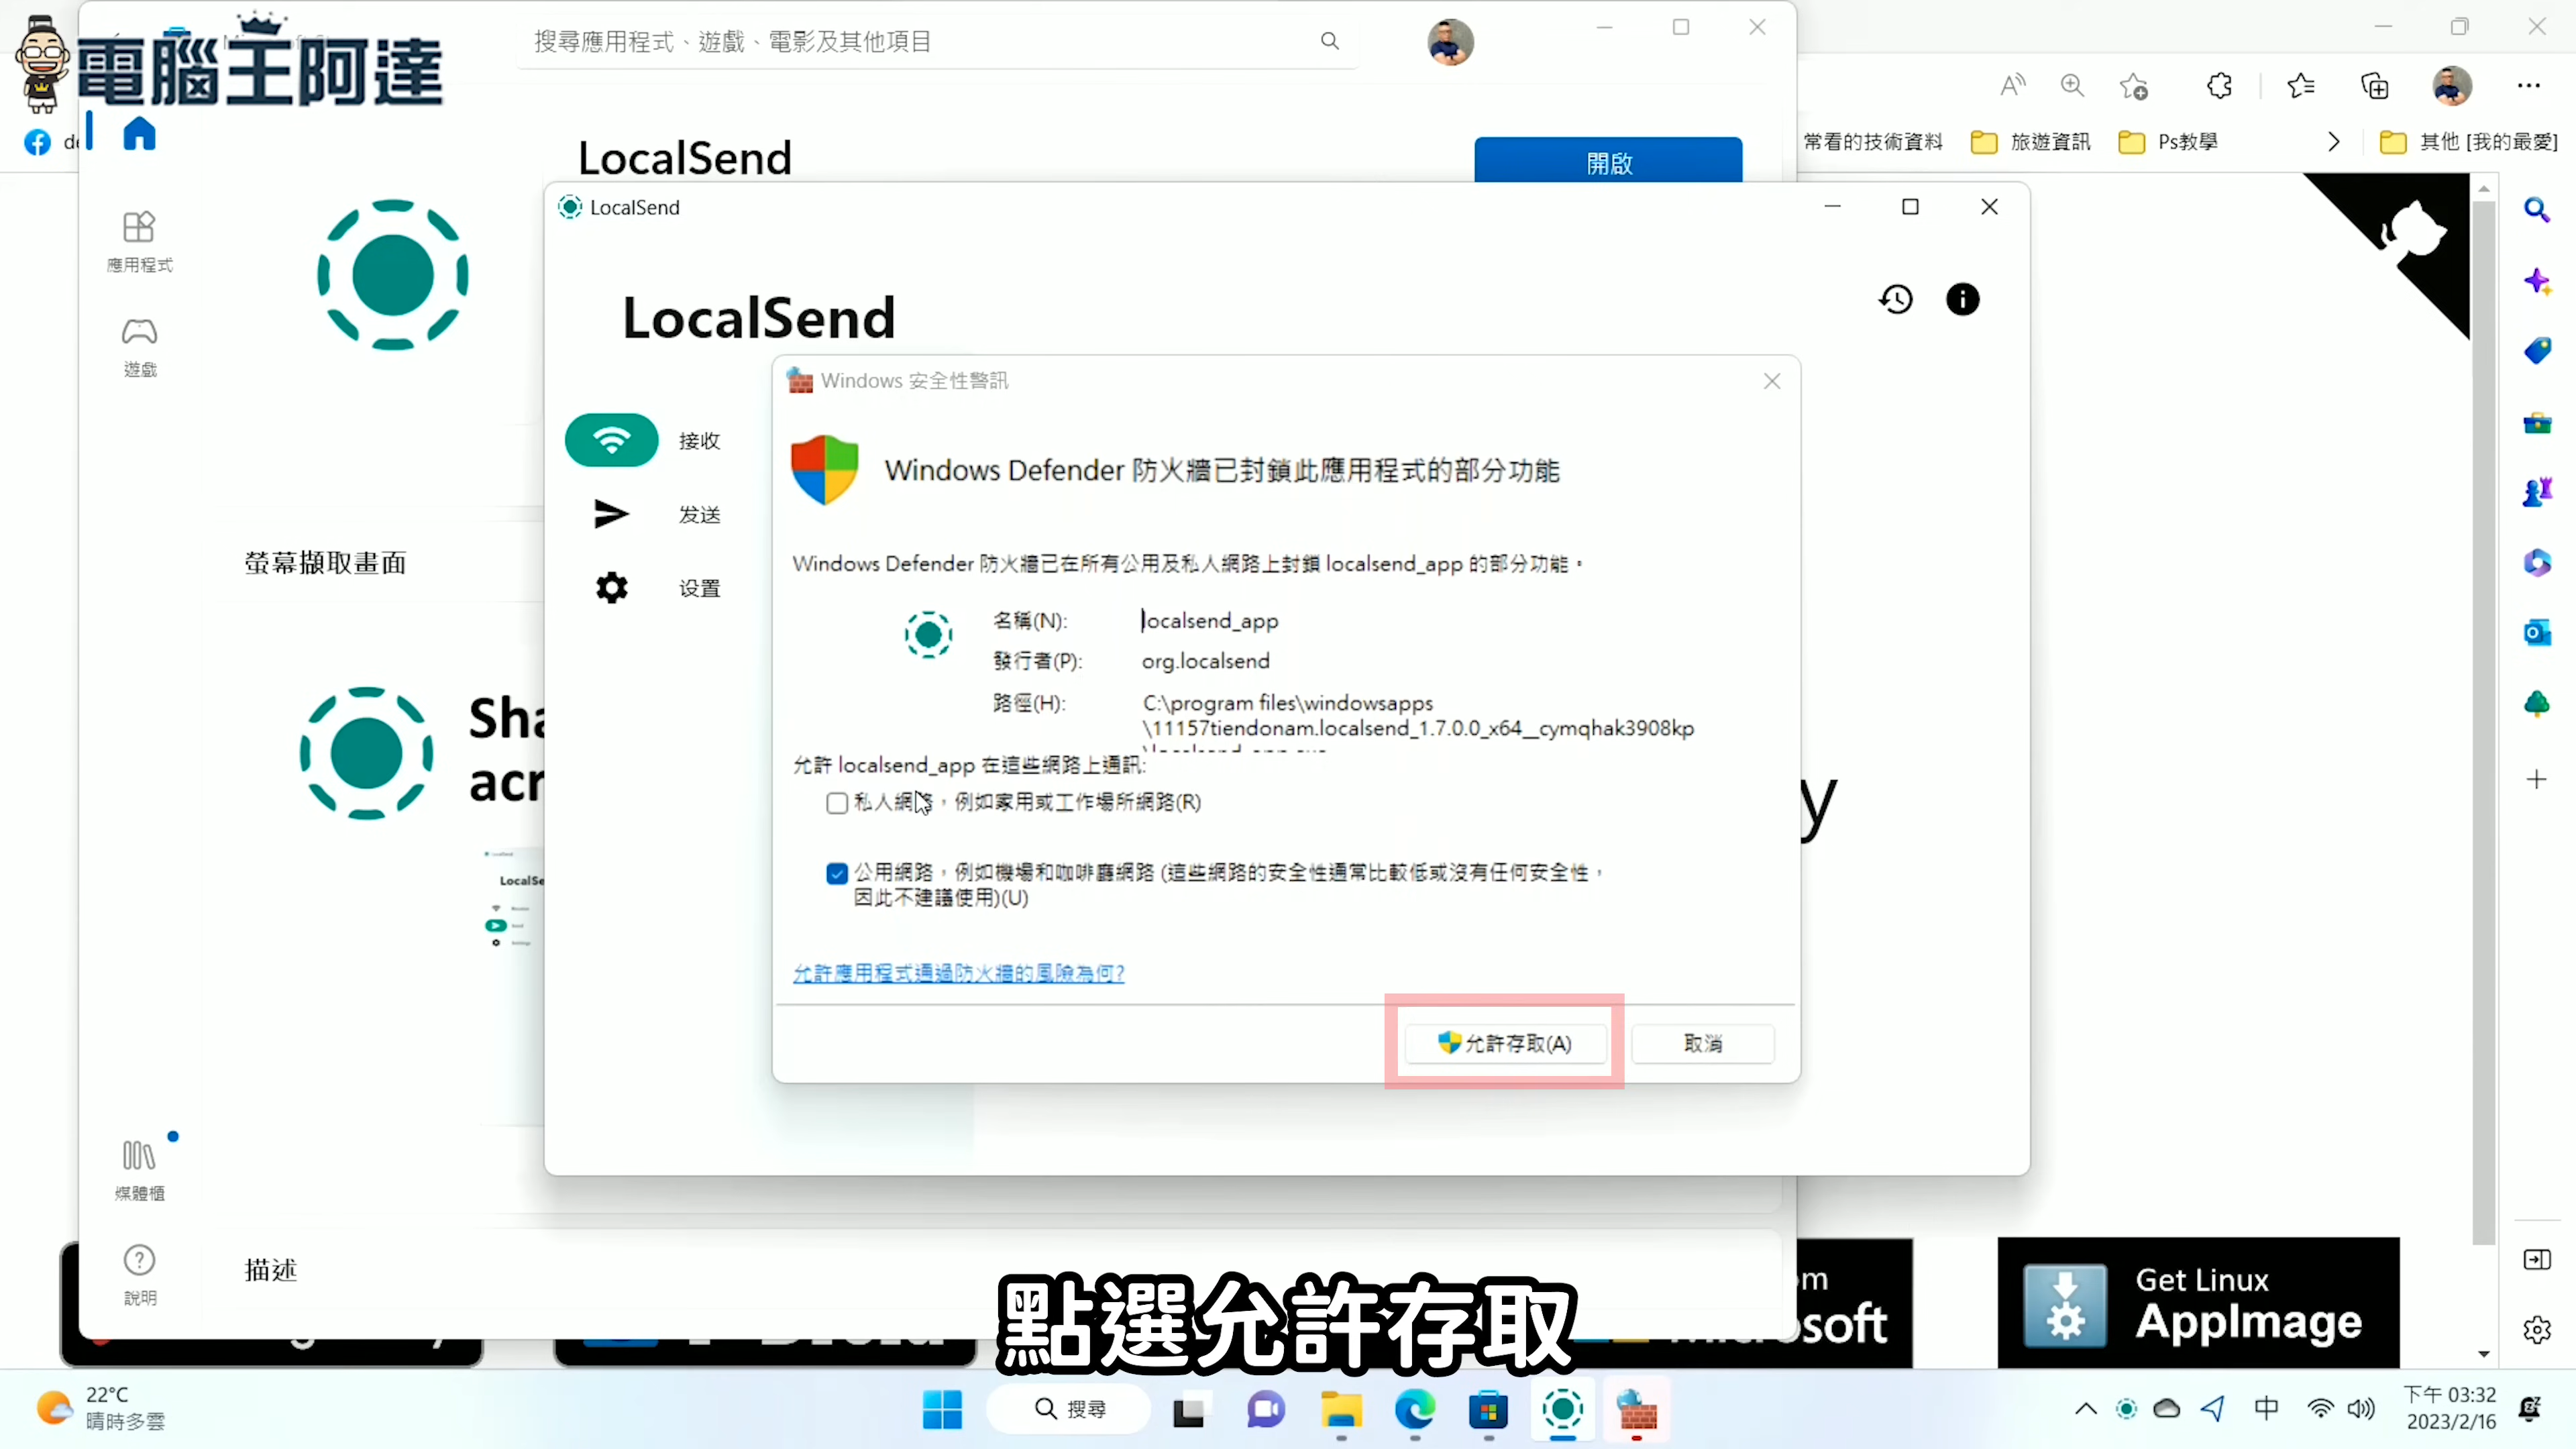 電腦王阿達
搜尋應用程式、遊戲、電影及其他項目
常看的技術資料
旅遊資訊
Ps教學
其他 [我的最愛]
LocalSend
開啟
應用程式
遊戲
螢幕擷取畫面
Sha
acr
LocalSe
媒體櫃
說明
描述
LocalSend
LocalSend
接收
发送
设置
Windows 安全性警訊
Windows Defender 防火牆已封鎖此應用程式的部分功能
Windows Defender 防火牆已在所有公用及私人網路上封鎖 localsend_app 的部分功能。
名稱(N): localsend_app
發行者(P): org.localsend
路徑(H): C:\program files\windowsapps
\11157tiendonam.localsend_1.7.0.0_x64__cymqhak3908kp
允許 localsend_app 在這些網路上通訊:
私人網路，例如家用或工作場所網路(R)
公用網路，例如機場和咖啡廳網路 (這些網路的安全性通常比較低或沒有任何安全性，
因此不建議使用)(U)
允許應用程式通過防火牆的風險為何?
允許存取(A)
取消
y
Get Linux
AppImage
點選允許存取
22°C
晴時多雲
搜尋
中
下午 03:32
2023/2/16